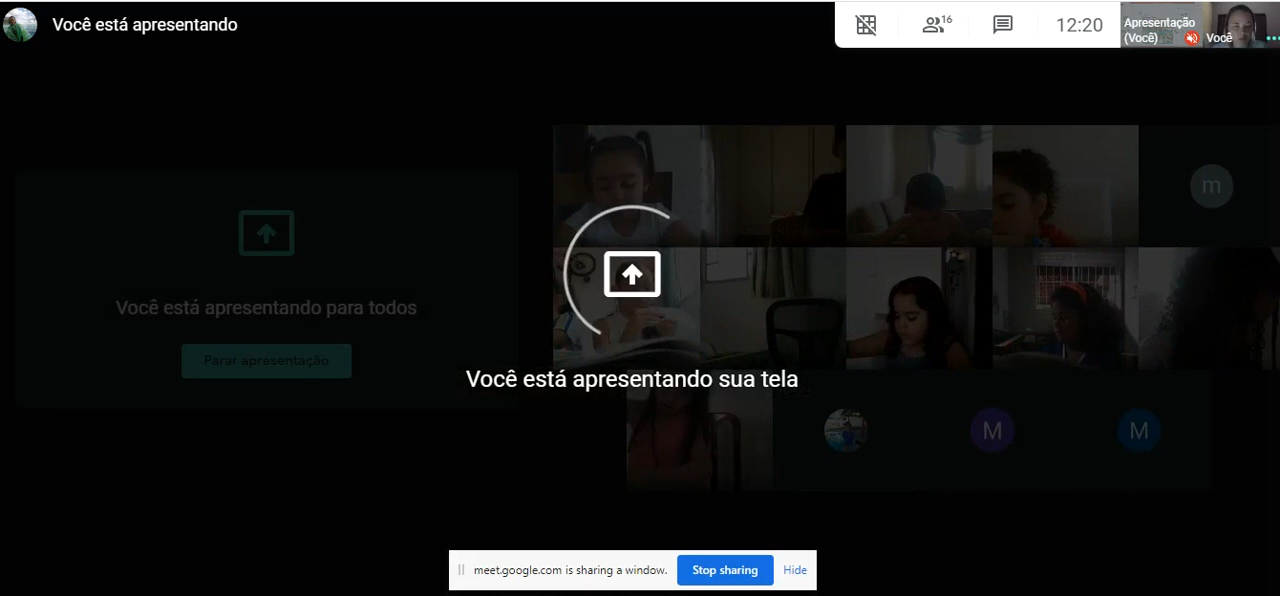 Você está apresentando
16
12:20
Apresentação
(Você)
Você
m
Você está apresentando para todos
Parar apresentação
Você está apresentando sua tela
M
M
meet.google.com is sharing a window.
Stop sharing
Hide